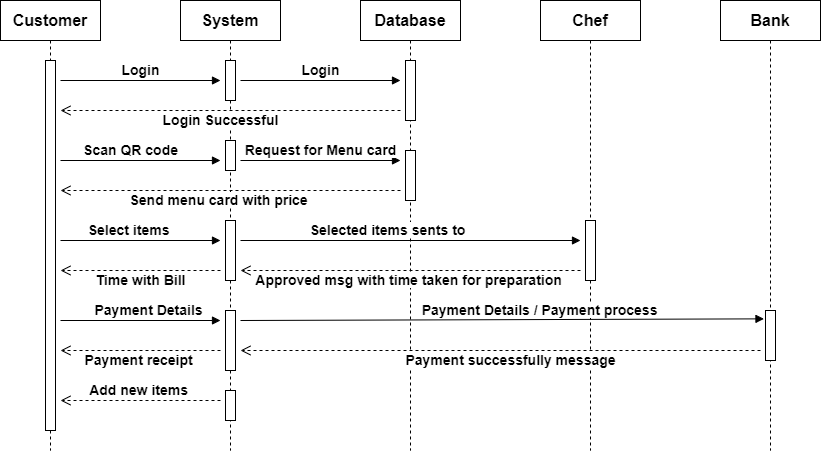 Customer
System
Database
Chef
Bank
Login
Login
Login Successful
Scan QR code
Request for Menu card
Send menu card with price
Select items
Selected items sents to
Time with Bill
Approved msg with time taken for preparation
Payment Details
Payment Details / Payment process
Payment receipt
Payment successfully message
Add new items